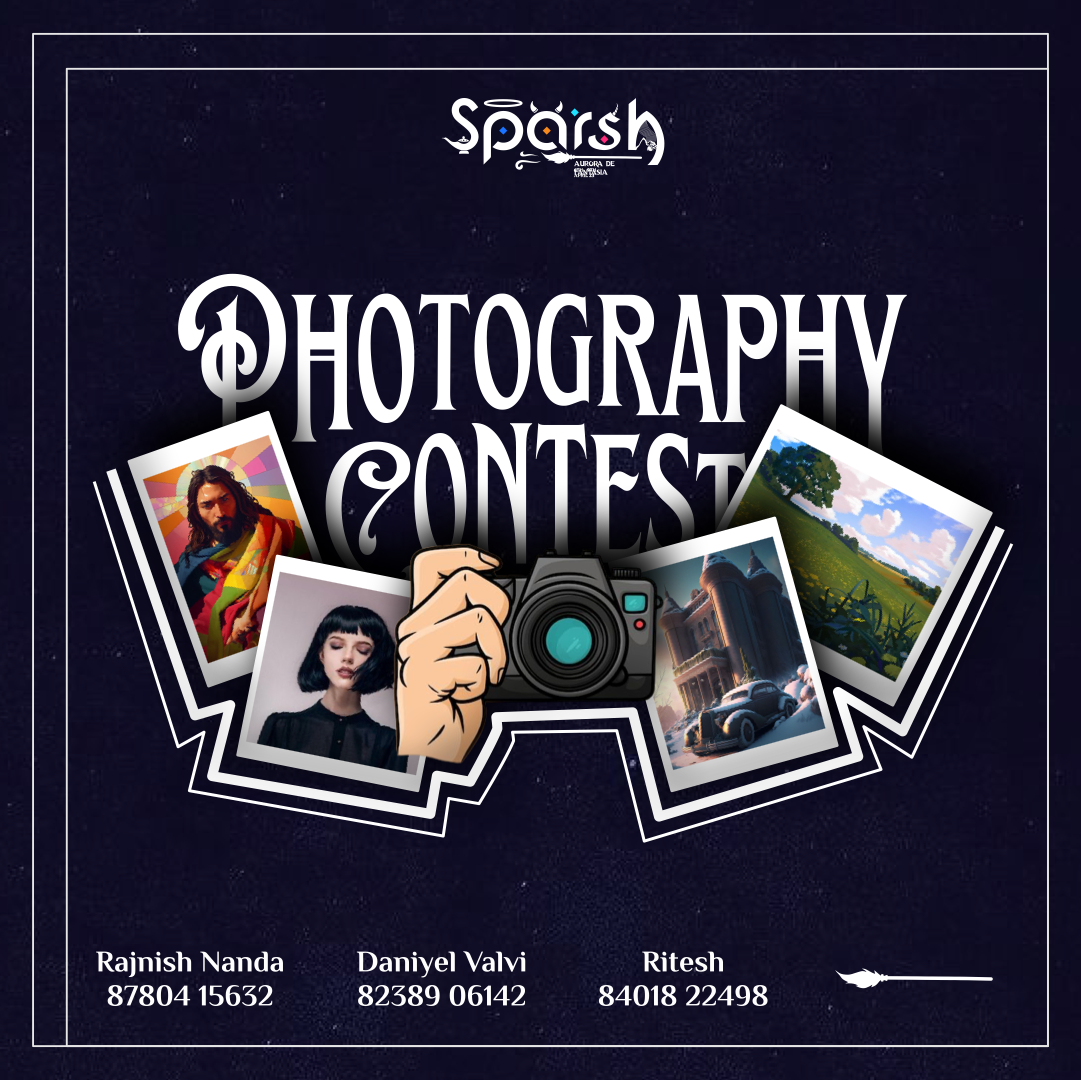 Sparsh
AURORA DE
Photography
Contest
Rajnish Nanda
87804 15632
Daniyel Valvi
82389 06142
Ritesh
84018 22498